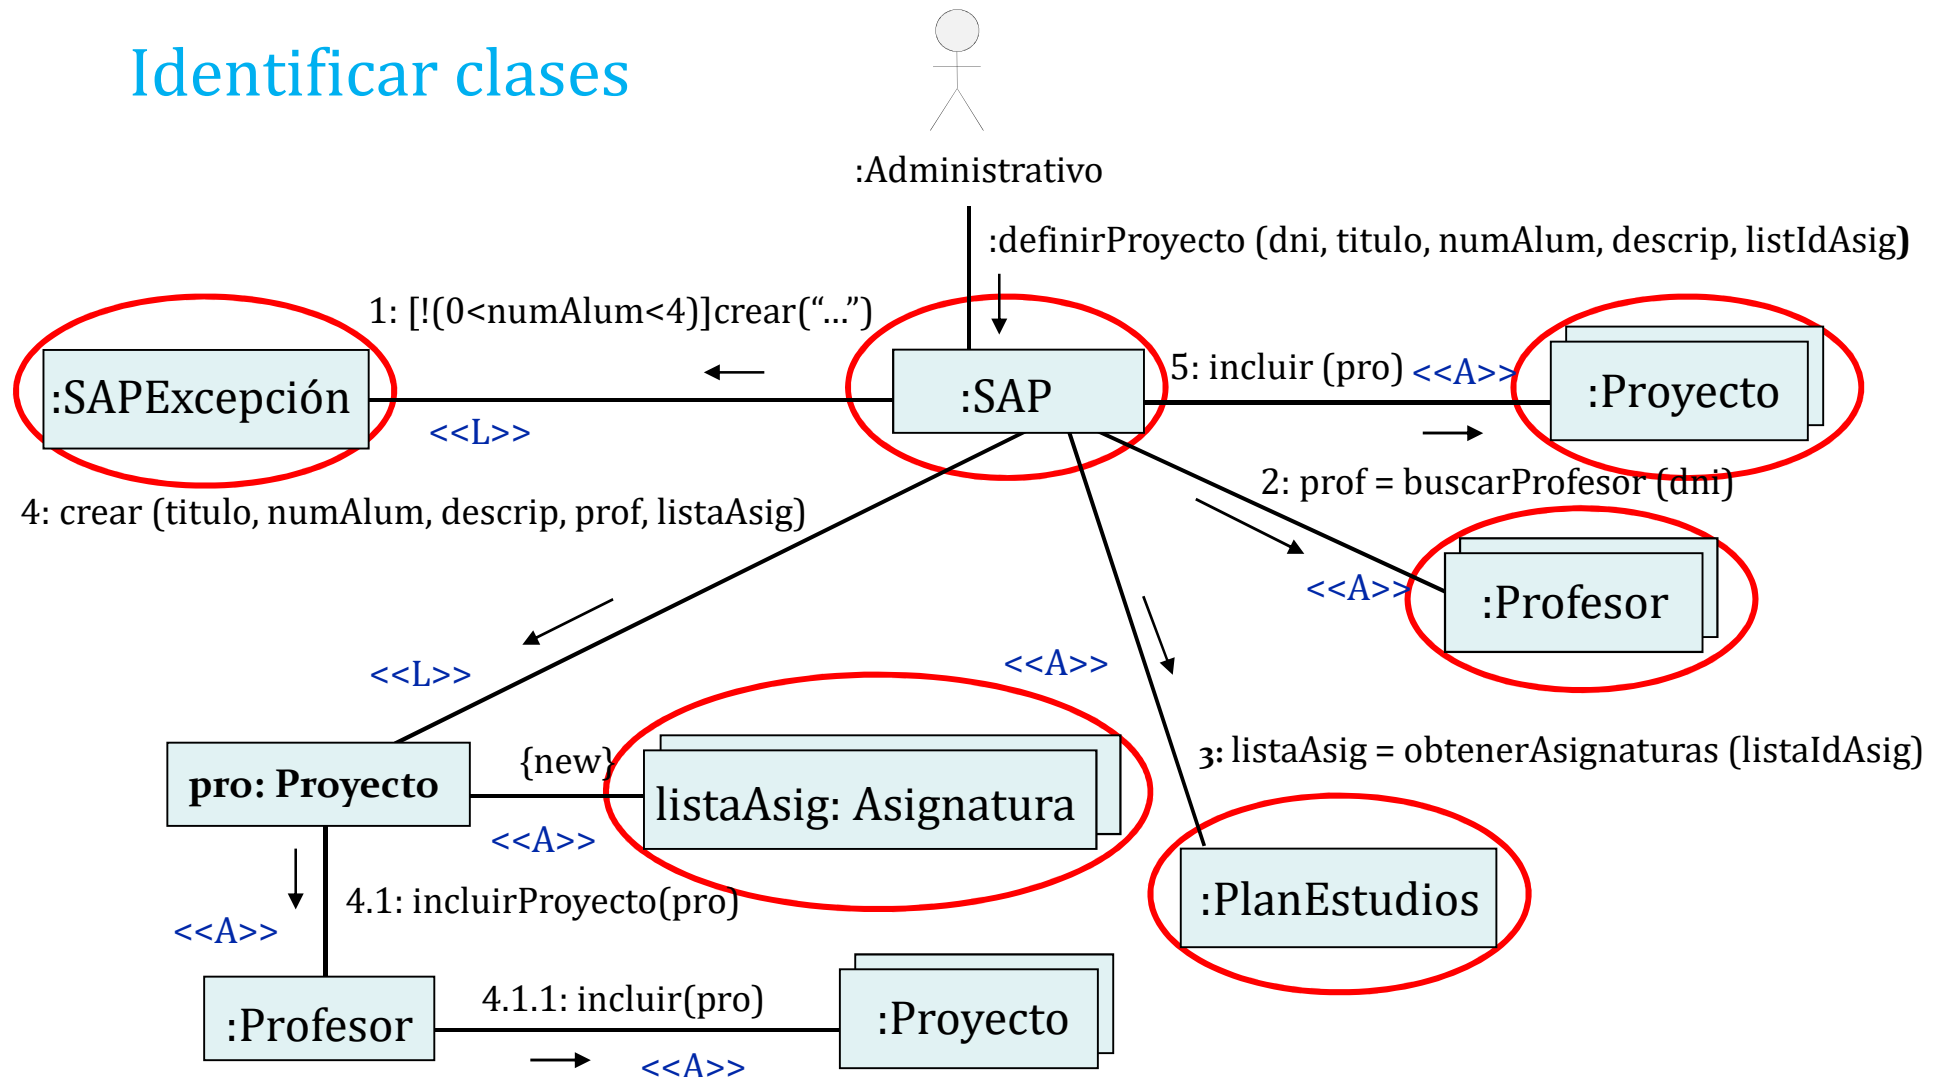 Identificar clases
:Administrativo
:definirProyecto (dni, titulo, numAlum, descrip, listIdAsig)
1: [!(0<numAlum<4)]crear(“…”)
:SAPExcepción
<<L>>
:SAP
5: incluir (pro)
<<A>>
:Proyecto
2: prof = buscarProfesor (dni)
4: crear (titulo, numAlum, descrip, prof, listaAsig)
<<A>>
:Profesor
<<L>>
<<A>>
pro: Proyecto
{new}
<<A>>
listaAsig: Asignatura
3: listaAsig = obtenerAsignaturas (listaIdAsig)
:PlanEstudios
4.1: incluirProyecto(pro)
<<A>>
:Profesor
4.1.1: incluir(pro)
<<A>>
:Proyecto